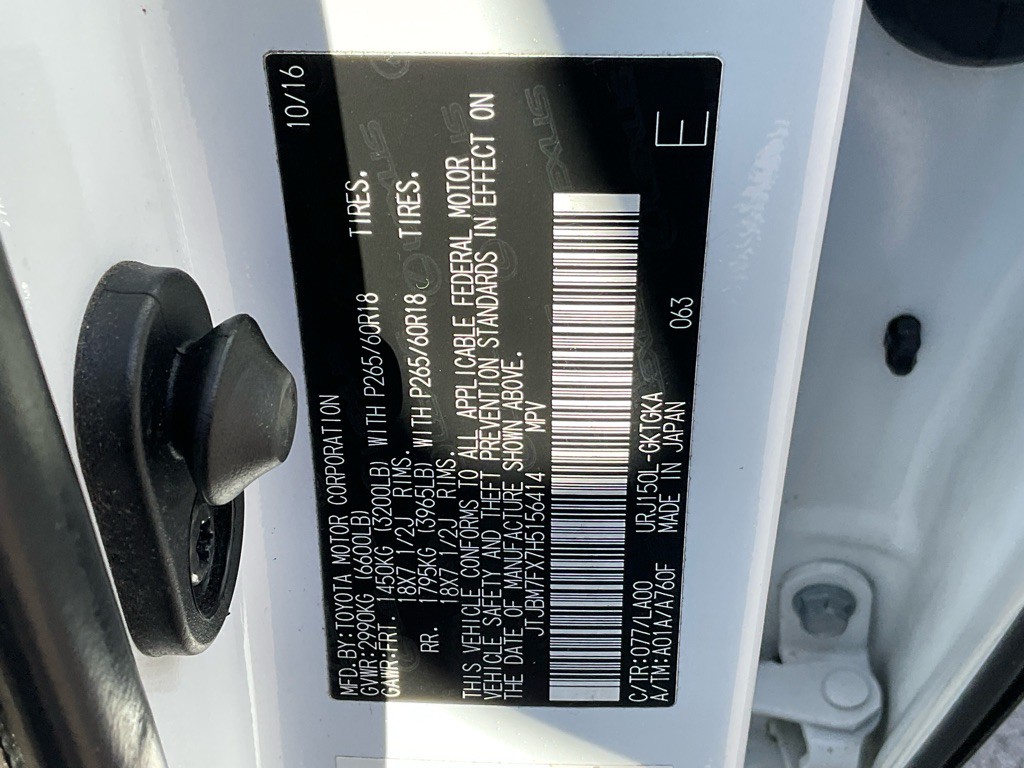 MFD.BY:TOYOTA MOTOR CORPORATION 10/16
GVWR:2990KG (6600LB)
GAWR:FRT. 1450KG (3200LB) WITH P265/60R18 TIRES.
18X7 1/2J RIMS.
RR. 1795KG (3965LB) WITH P265/60R18 TIRES.
18X7 1/2J RIMS.
THIS VEHICLE CONFORMS TO ALL APPLICABLE FEDERAL MOTOR
VEHICLE SAFETY AND THEFT PREVENTION STANDARDS IN EFFECT ON
THE DATE OF MANUFACTURE SHOWN ABOVE.
JTJBM7FX7H5156414 MPV
C/TR:077/LA00 URJ150L-GKTGKA 063
A/TM:A01A/A760F MADE IN JAPAN E